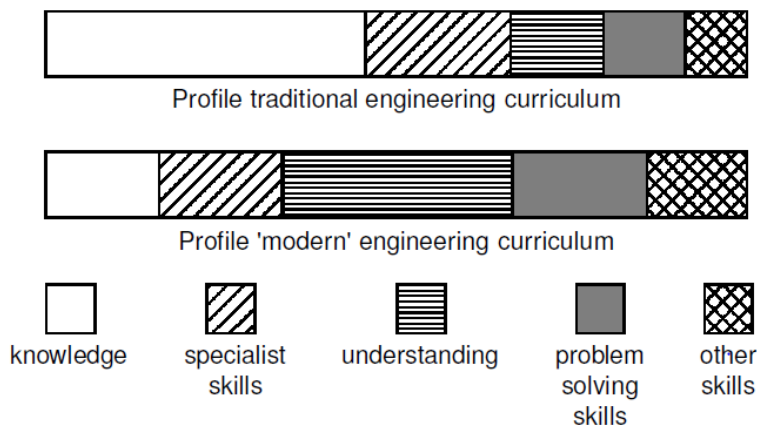 Profile traditional engineering curriculum
Profile 'modern' engineering curriculum
knowledge
specialist
skills
understanding
problem
solving
skills
other
skills